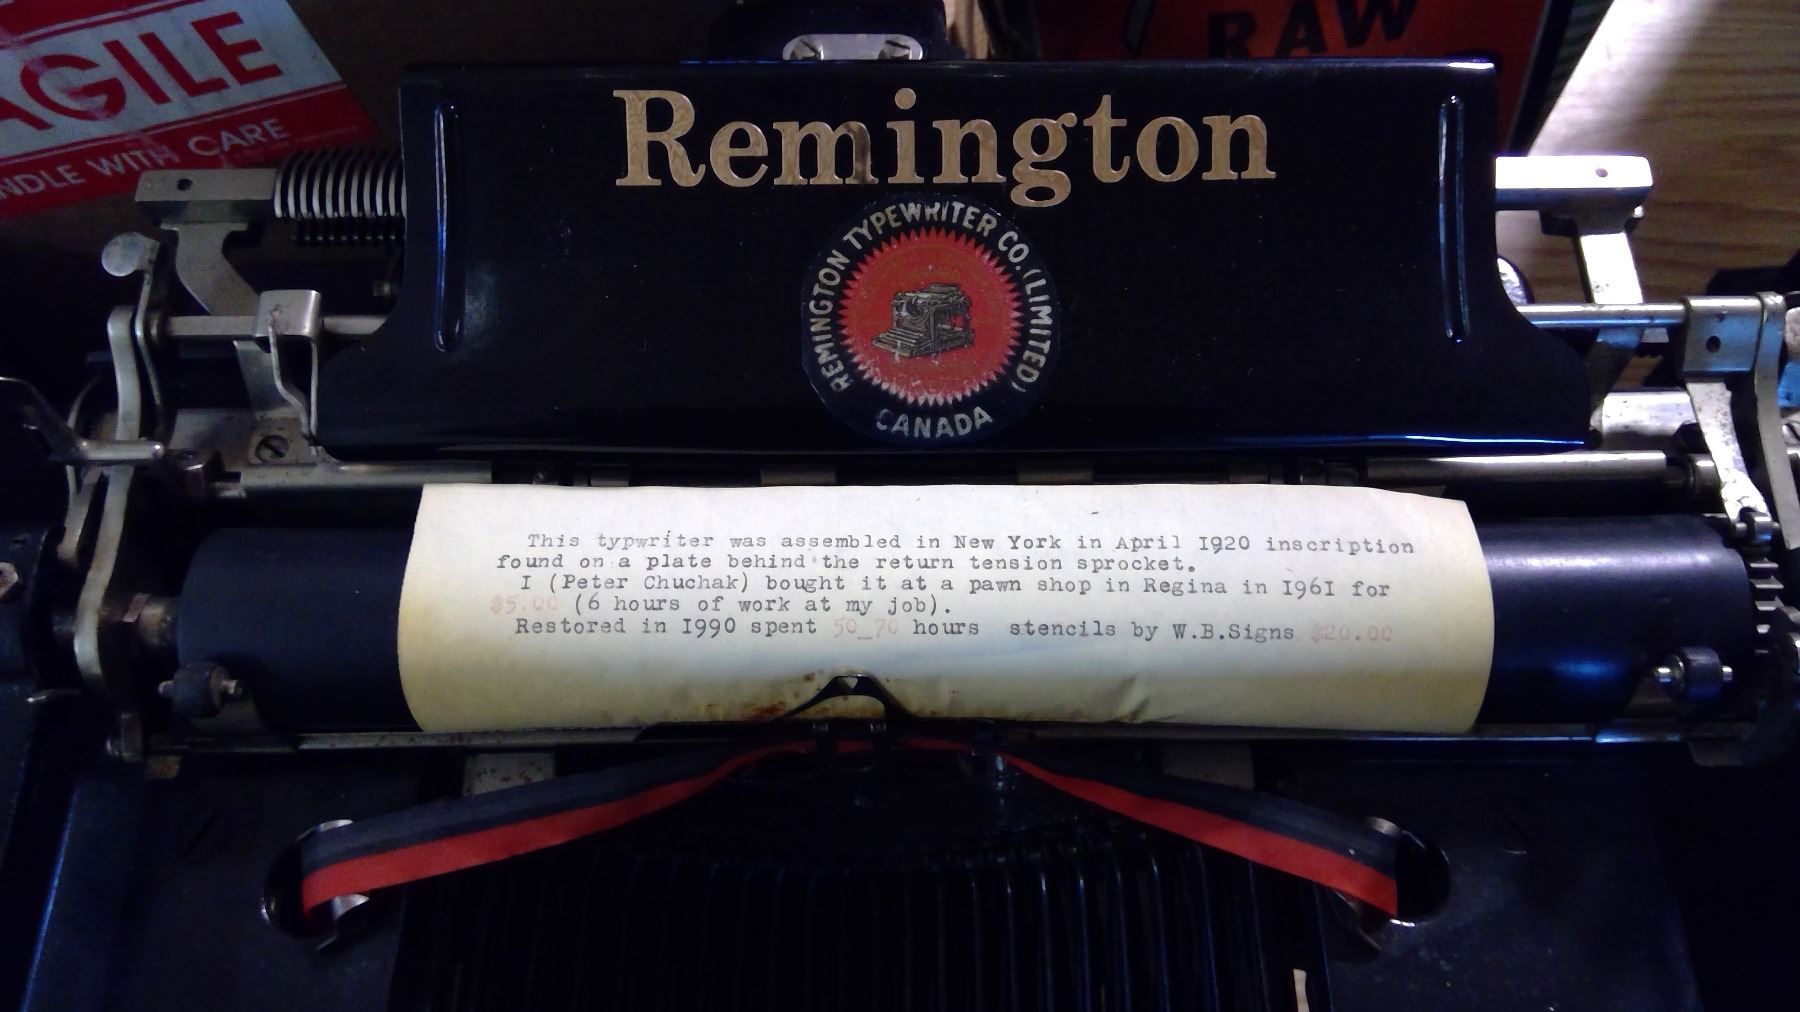 AGILE
NDLE WITH CARE
RAW
Remington
REMINGTON TYPEWRITER CO. (LIMITED)
CANADA
This typwriter was assembled in New York in April I920 inscription
found on a plate behind the return tension sprocket.
I (Peter Chuchak) bought it at a pawn shop in Regina in I96I for
$5.00 (6 hours of work at my job).
Restored in I990 spent 50_70 hours stencils by W.B.Signs $20.00